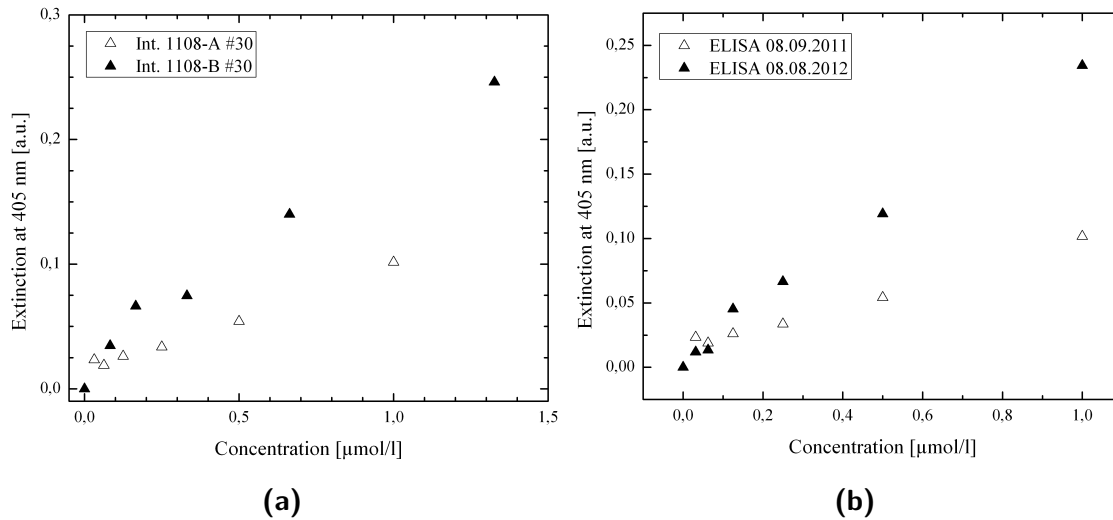 Int. 1108-A #30
Int. 1108-B #30
0,3
0,2
0,1
0,0
Extinction at 405 nm [a.u.]
0,0 0,5 1,0 1,5
Concentration [µmol/l]
(a)
ELISA 08.09.2011
ELISA 08.08.2012
0,25
0,20
0,15
0,10
0,05
0,00
Extinction at 405 nm [a.u.]
0,0 0,2 0,4 0,6 0,8 1,0
Concentration [µmol/l]
(b)